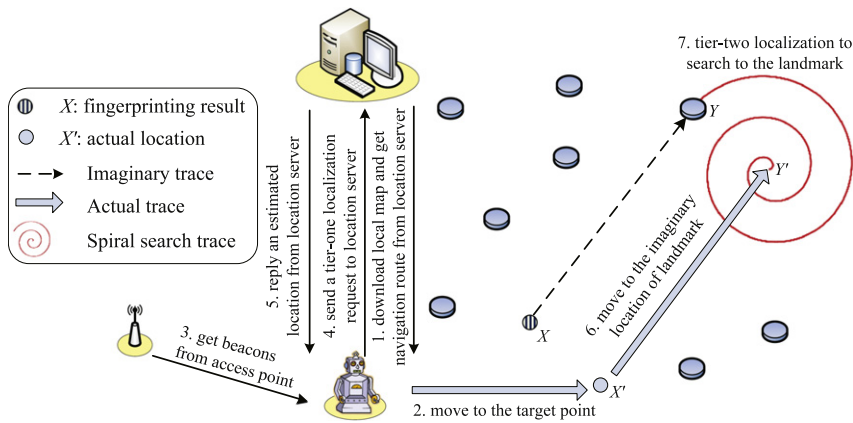 X: fingerprinting result
X': actual location
Imaginary trace
Actual trace
Spiral search trace
5. reply an estimated
location from location server
4. send a tier-one localization
request to location server
1. download local map and get
navigation route from location server
3. get beacons
from access point
2. move to the target point
X
X'
6. move to the imaginary
location of landmark
Y
Y'
7. tier-two localization to
search to the landmark